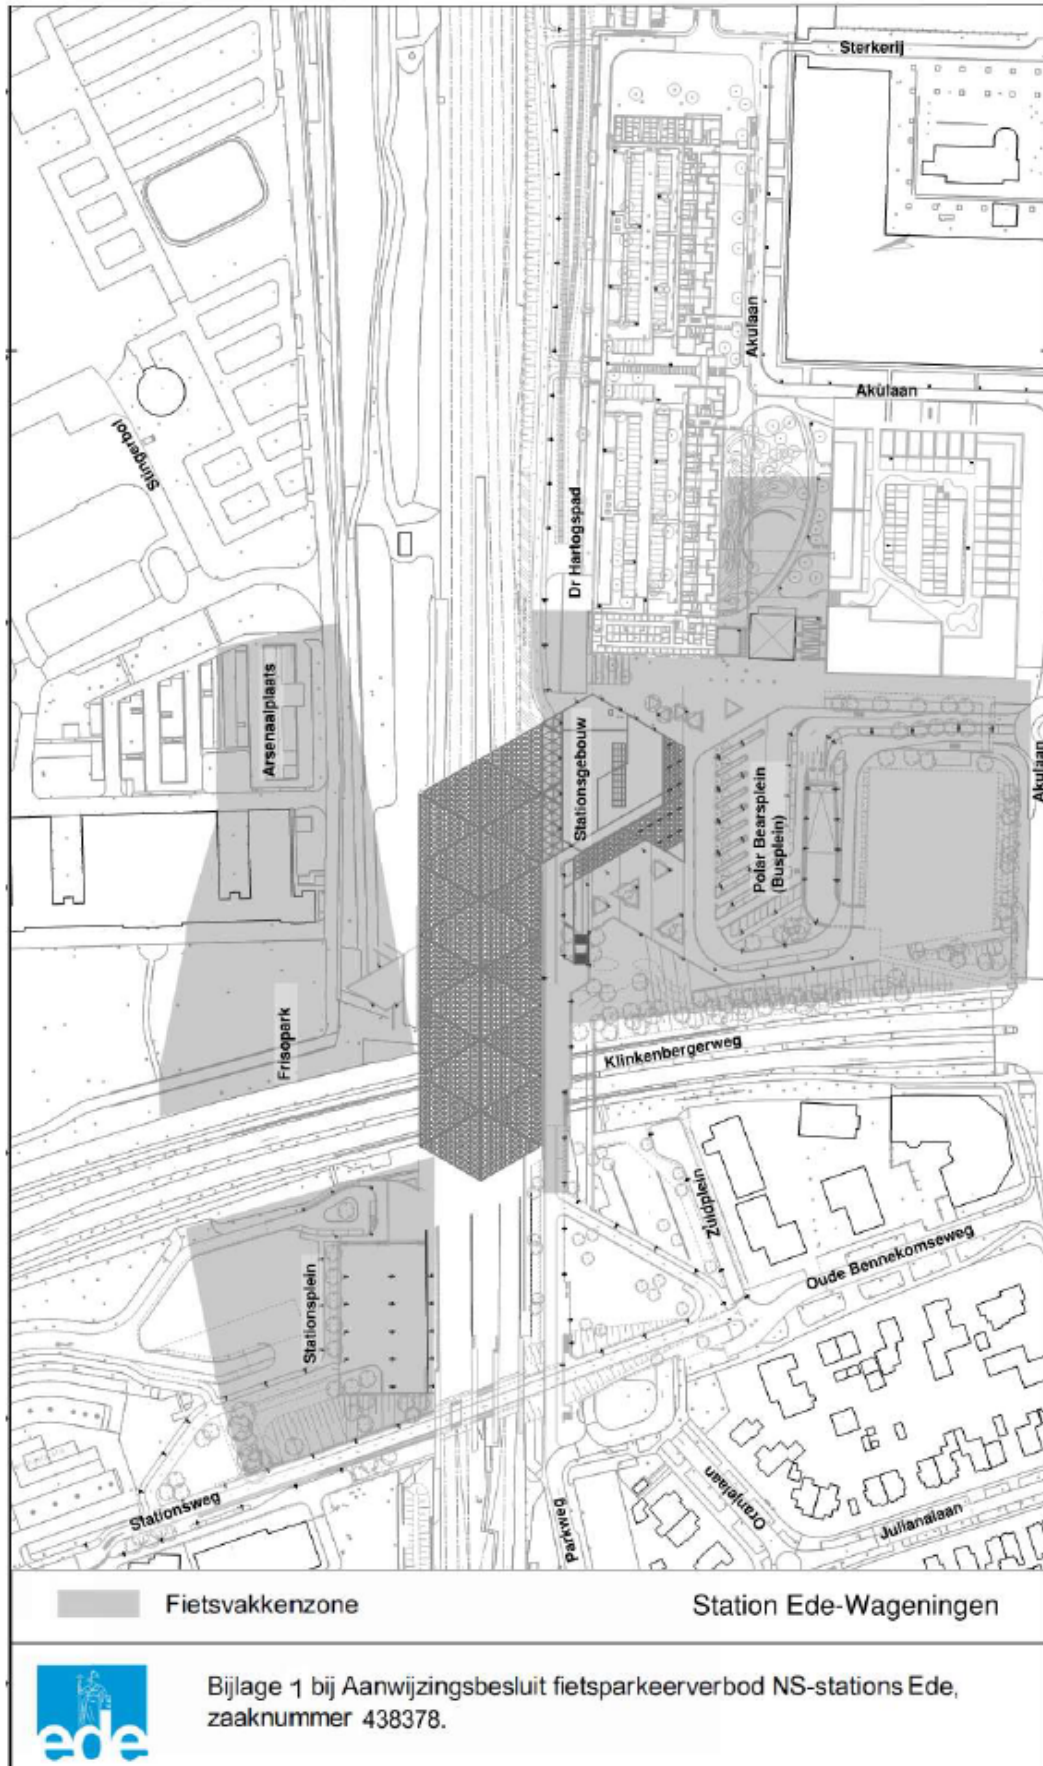 Sterkerij
Akulaan
Akulaan
Stingerbol
Dr Hartogspad
Arsenaalplaats
Stationsgebouw
Polar Bearsplein
(Busplein)
Akulaan
Frisopark
Klinkenbergerweg
Zuidplein
Oude Bennekomseweg
Stationsplein
Stationsweg
Parkweg
Oranjelaan
Julianalaan
Fietsvakkenzone
Station Ede-Wageningen
ede
Bijlage 1 bij Aanwijzingsbesluit fietsparkeerverbod NS-stations Ede,
zaaknummer 438378.